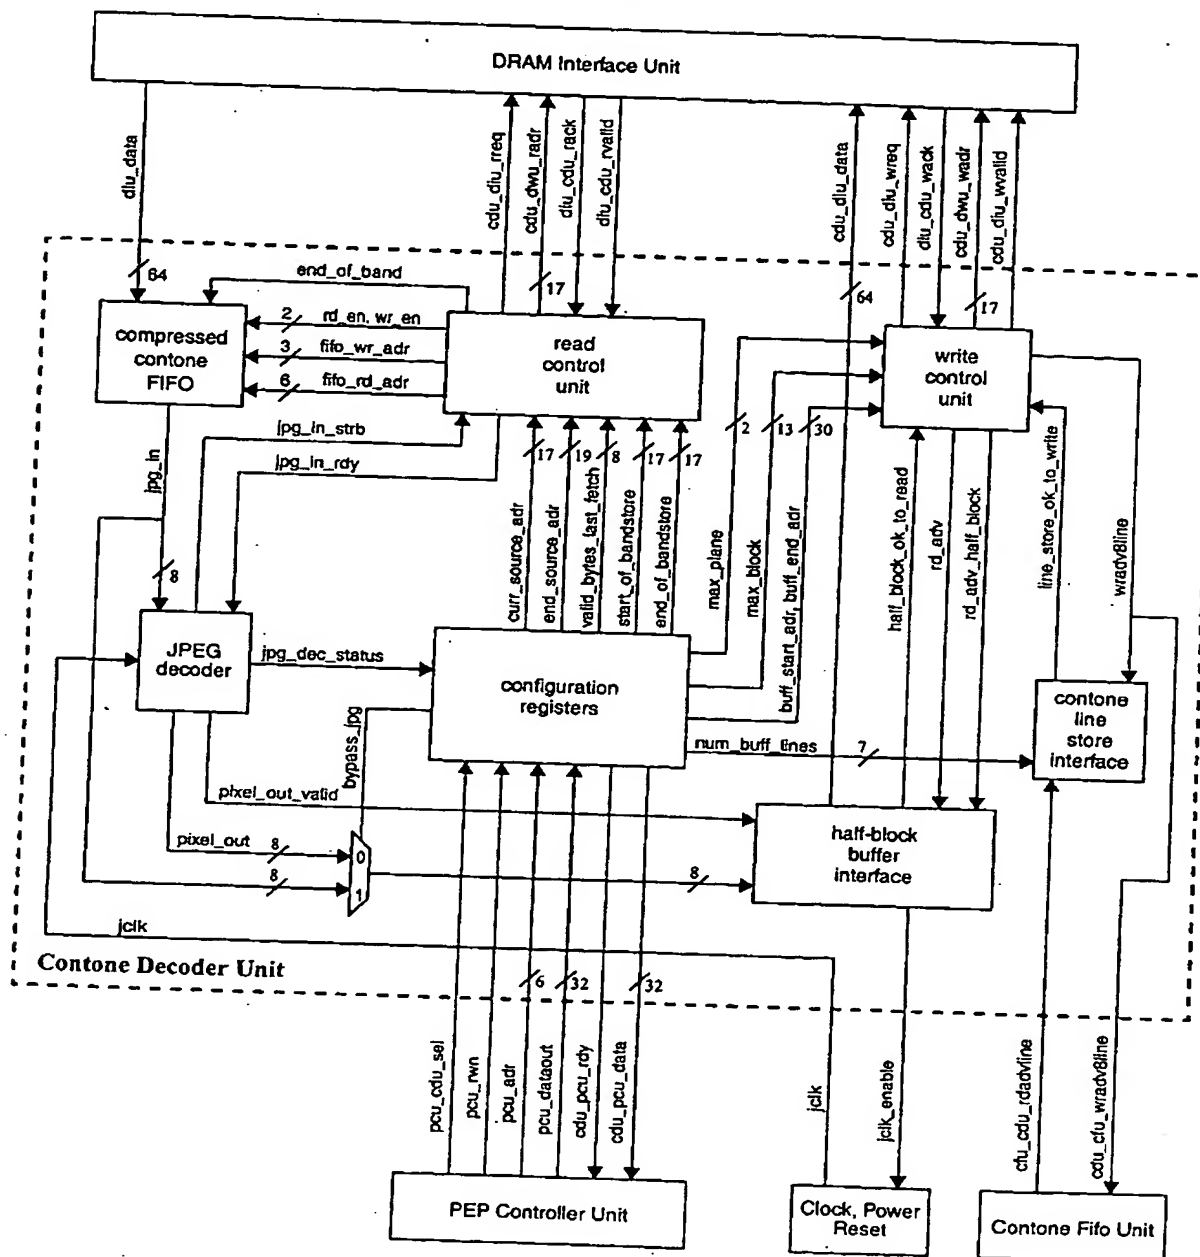 DRAM Interface Unit
diu_data
cdu_diu_rreq
cdu_dwu_radr
diu_cdu_rack
diu_cdu_rvalid
cdu_diu_data
cdu_diu_wreq
diu_cdu_wack
cdu_dwu_wadr
cdu_diu_wvalid
64
17
64
17
end_of_band
compressed
contone
FIFO
2
rd_en, wr_en
3
fifo_wr_adr
6
fifo_rd_adr
read
control
unit
write
control
unit
2
13
30
jpg_in
jpg_in_strb
jpg_in_rdy
17
19
8
17
17
8
curr_source_adr
end_source_adr
valid_bytes_last_fetch
start_of_bandstore
end_of_bandstore
max_plane
max_block
buff_start_adr, buff_end_adr
half_block_ok_to_read
rd_adv
rd_adv_half_block
line_store_ok_to_write
wradv8line
JPEG
decoder
jpg_dec_status
configuration
registers
bypass_jpg
contone
line
store
interface
num_buff_lines
7
pixel_out_valid
pixel_out
8
0
8
1
8
half-block
buffer
interface
jclk
Contone Decoder Unit
6
32
32
pcu_cdu_sel
pcu_rwn
pcu_adr
pcu_dataout
cdu_pcu_rdy
cdu_pcu_data
jclk
jclk_enable
cfu_cdu_rdadvline
cdu_cfu_wradv8line
PEP Controller Unit
Clock, Power
Reset
Contone Fifo Unit